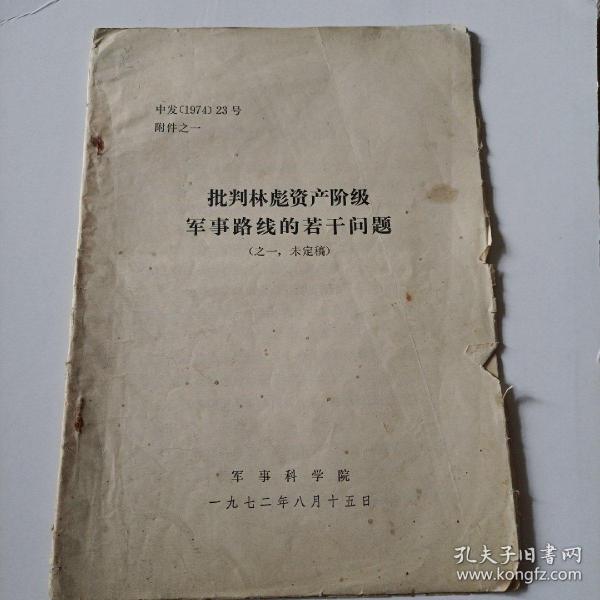 中发〔1974〕23号
附件之一
批判林彪资产阶级
军事路线的若干问题
（之一，未定稿）
军事科学院
一九七二年八月十五日
孔夫子旧书网
www.kongfz.com